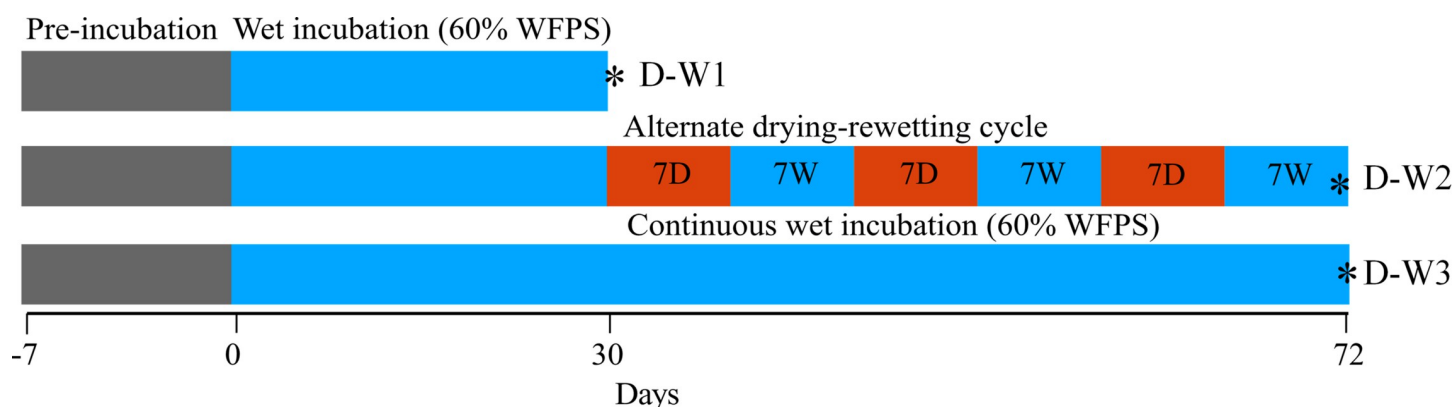 Pre-incubation Wet incubation (60% WFPS)
* D-W1
Alternate drying-rewetting cycle
7D 7W 7D 7W 7D 7W * D-W2
Continuous wet incubation (60% WFPS)
* D-W3
-7 0 30 72
Days